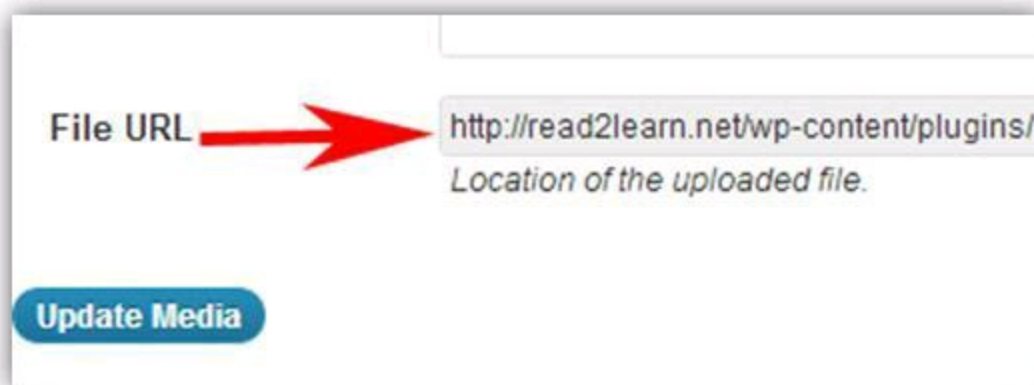 File URL
http://read2learn.net/wp-content/plugins/
Location of the uploaded file.
Update Media